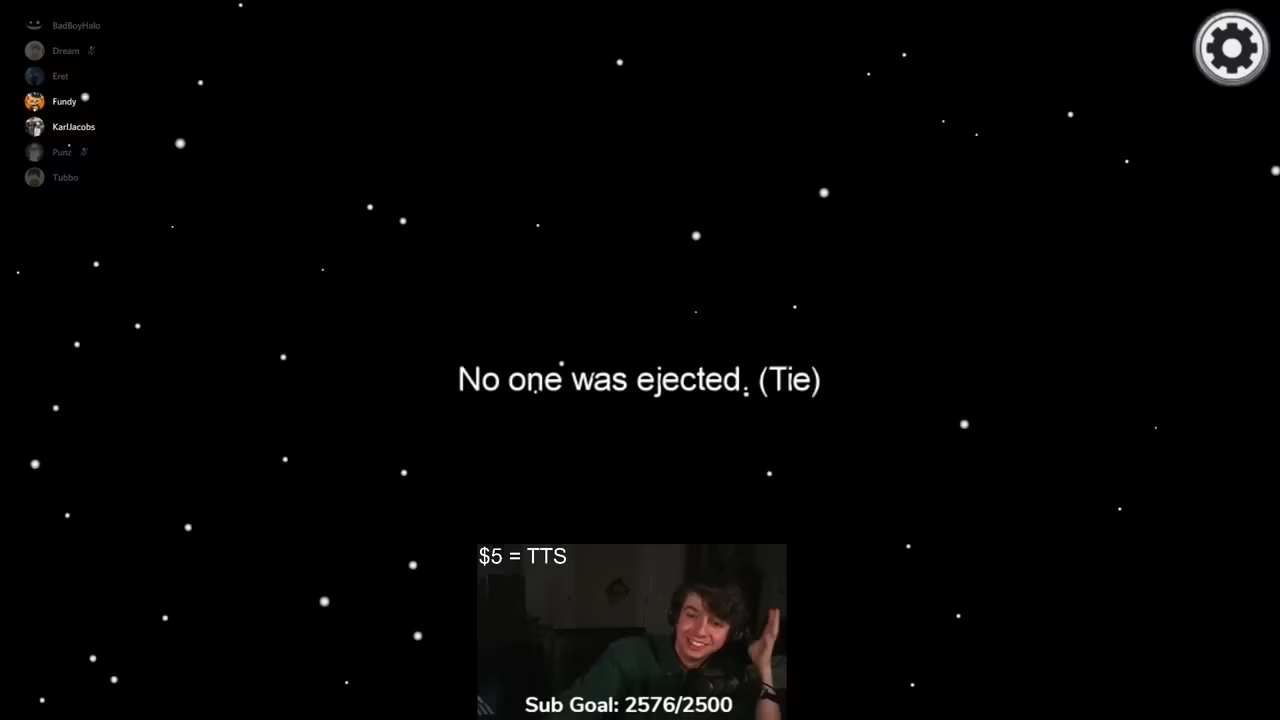 BadBoyHalo
Dream
Eret
Fundy
KarlJacobs
Punz
Tubbo
No one was ejected. (Tie)
$5 = TTS
Sub Goal: 2576/2500